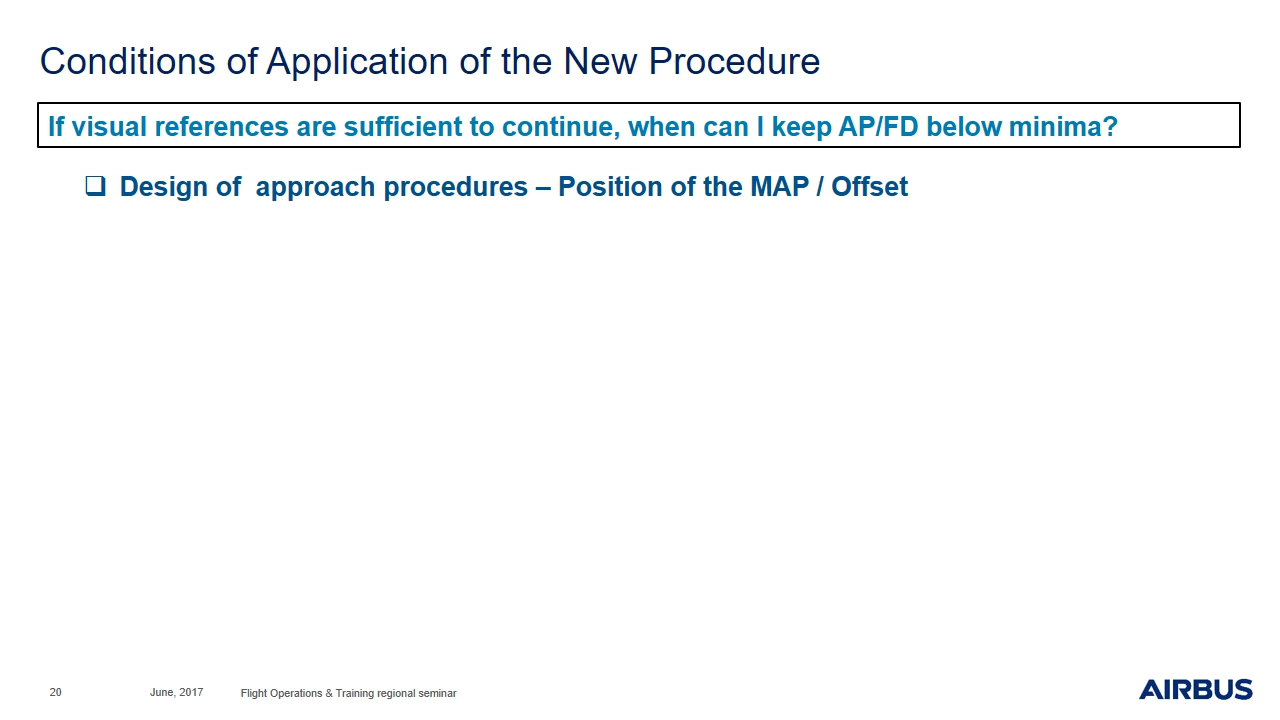 Conditions of Application of the New Procedure
If visual references are sufficient to continue, when can I keep AP/FD below minima?
❑ Design of  approach procedures – Position of the MAP / Offset
20 June, 2017 Flight Operations & Training regional seminar
AIRBUS